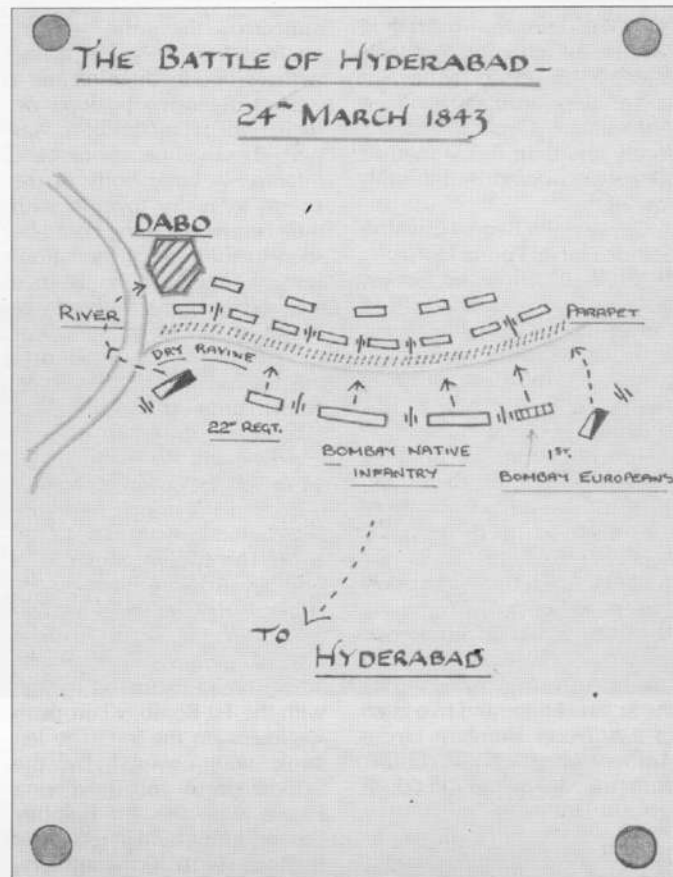 THE BATTLE OF HYDERABAD -
24TH MARCH 1843
DABO
RIVER
PARAPET
DRY RAVINE
22ND REGT.
BOMBAY NATIVE
INFANTRY
1ST.
BOMBAY EUROPEANS
TO
HYDERABAD